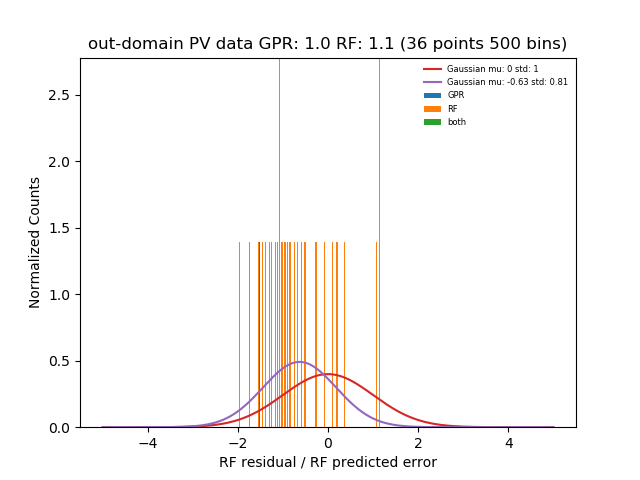 out-domain PV data GPR: 1.0 RF: 1.1 (36 points 500 bins)
Gaussian mu: 0 std: 1
Gaussian mu: -0.63 std: 0.81
GPR
RF
both
Normalized Counts
2.5
2.0
1.5
1.0
0.5
0.0
−4
−2
0
2
4
RF residual / RF predicted error